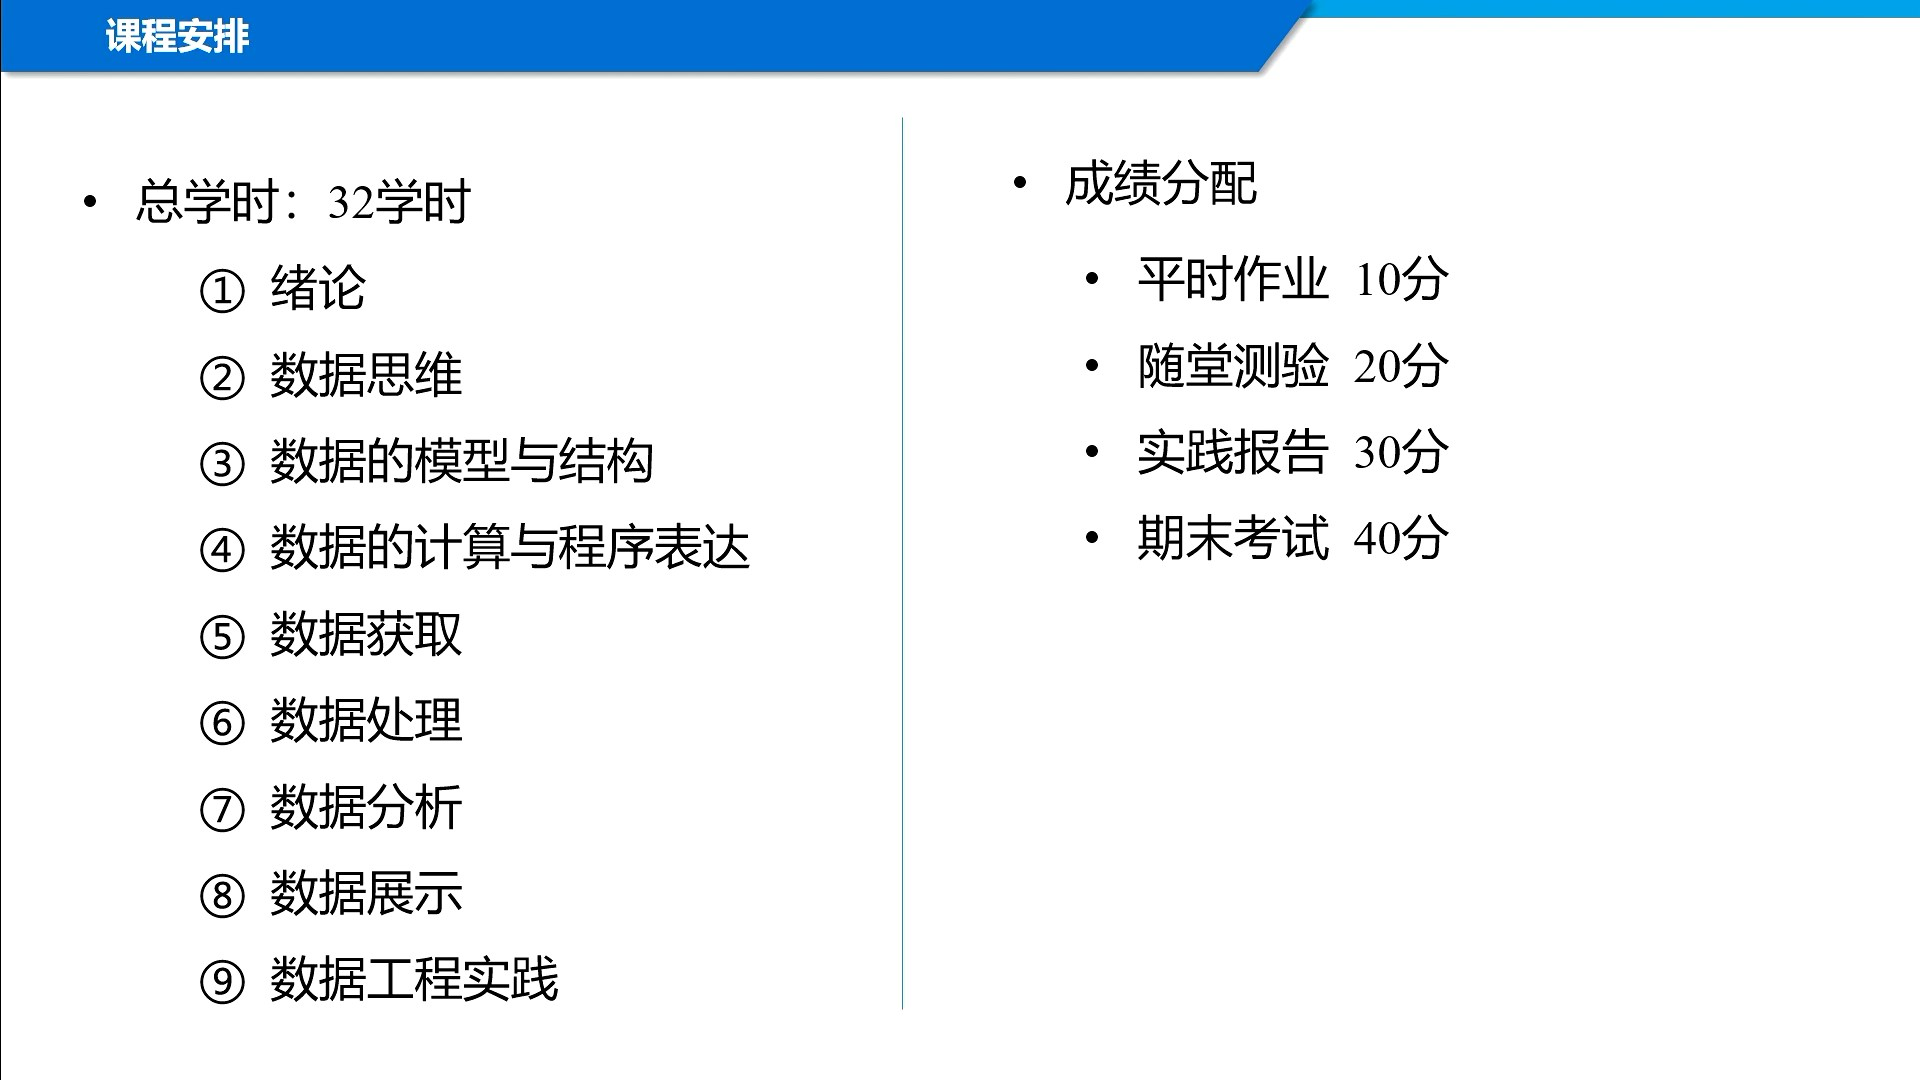 课程安排
• 总学时：32学时
① 绪论
② 数据思维
③ 数据的模型与结构
④ 数据的计算与程序表达
⑤ 数据获取
⑥ 数据处理
⑦ 数据分析
⑧ 数据展示
⑨ 数据工程实践
• 成绩分配
• 平时作业 10分
• 随堂测验 20分
• 实践报告 30分
• 期末考试 40分